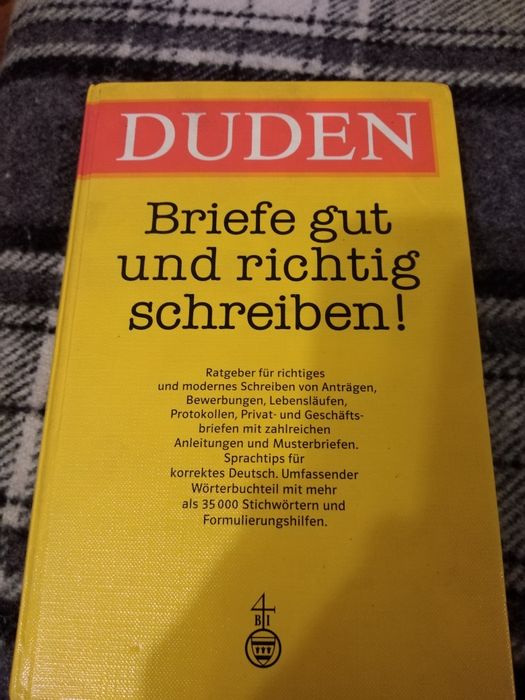 DUDEN
Briefe gut
und richtig
schreiben!
Ratgeber für richtiges
und modernes Schreiben von Anträgen,
Bewerbungen, Lebensläufen,
Protokollen, Privat- und Geschäfts-
briefen mit zahlreichen
Anleitungen und Musterbriefen.
Sprachtips für
korrektes Deutsch. Umfassender
Wörterbuchteil mit mehr
als 35 000 Stichwörtern und
Formulierungshilfen.
B I